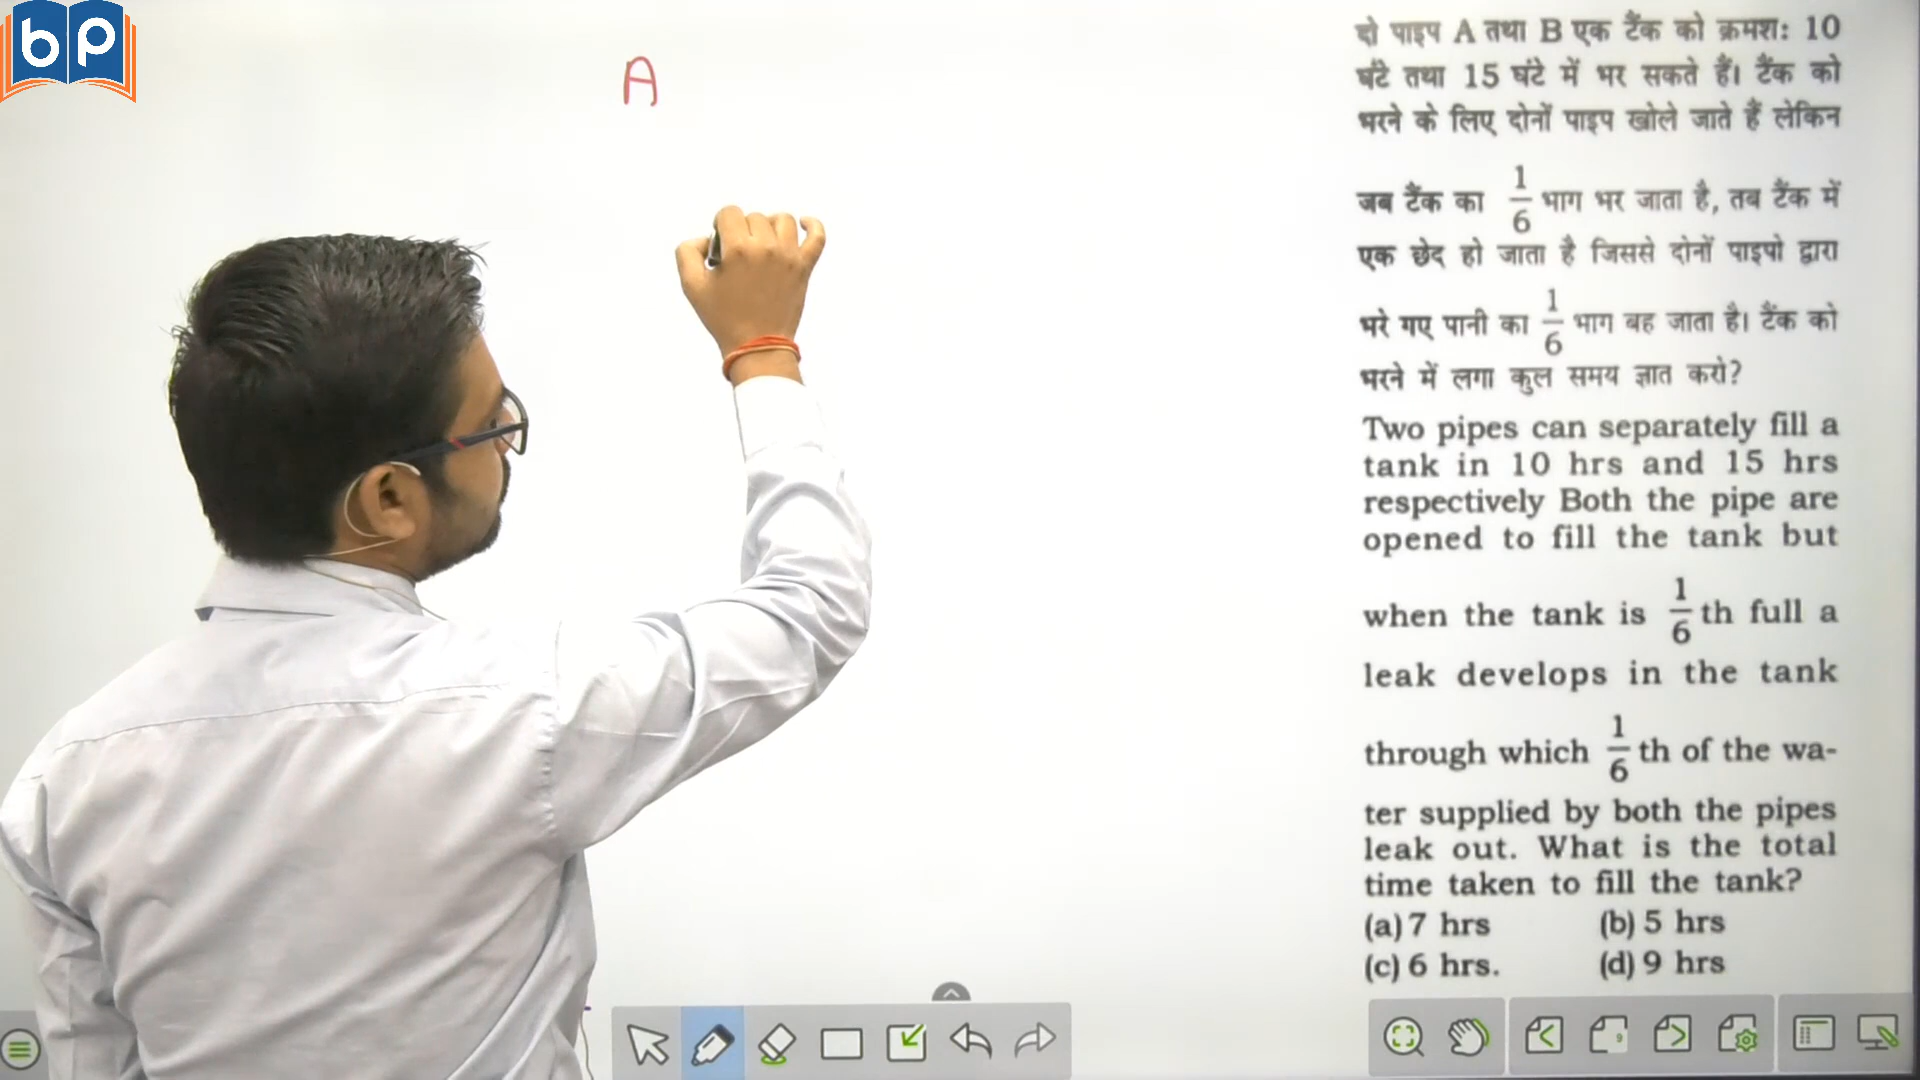 bp
A
दो पाइप A तथा B एक टैंक को क्रमश: 10
घंटे तथा 15 घंटे में भर सकते हैं। टैंक को
भरने के लिए दोनों पाइप खोले जाते हैं लेकिन
जब टैंक का 1/6 भाग भर जाता है, तब टैंक में
एक छेद हो जाता है जिससे दोनों पाइपो द्वारा
भरे गए पानी का 1/6 भाग बह जाता है। टैंक को
भरने में लगा कुल समय ज्ञात करो?
Two pipes can separately fill a
tank in 10 hrs and 15 hrs
respectively Both the pipe are
opened to fill the tank but
when the tank is 1/6 th full a
leak develops in the tank
through which 1/6 th of the wa-
ter supplied by both the pipes
leak out. What is the total
time taken to fill the tank?
(a) 7 hrs (b) 5 hrs
(c) 6 hrs. (d) 9 hrs
9